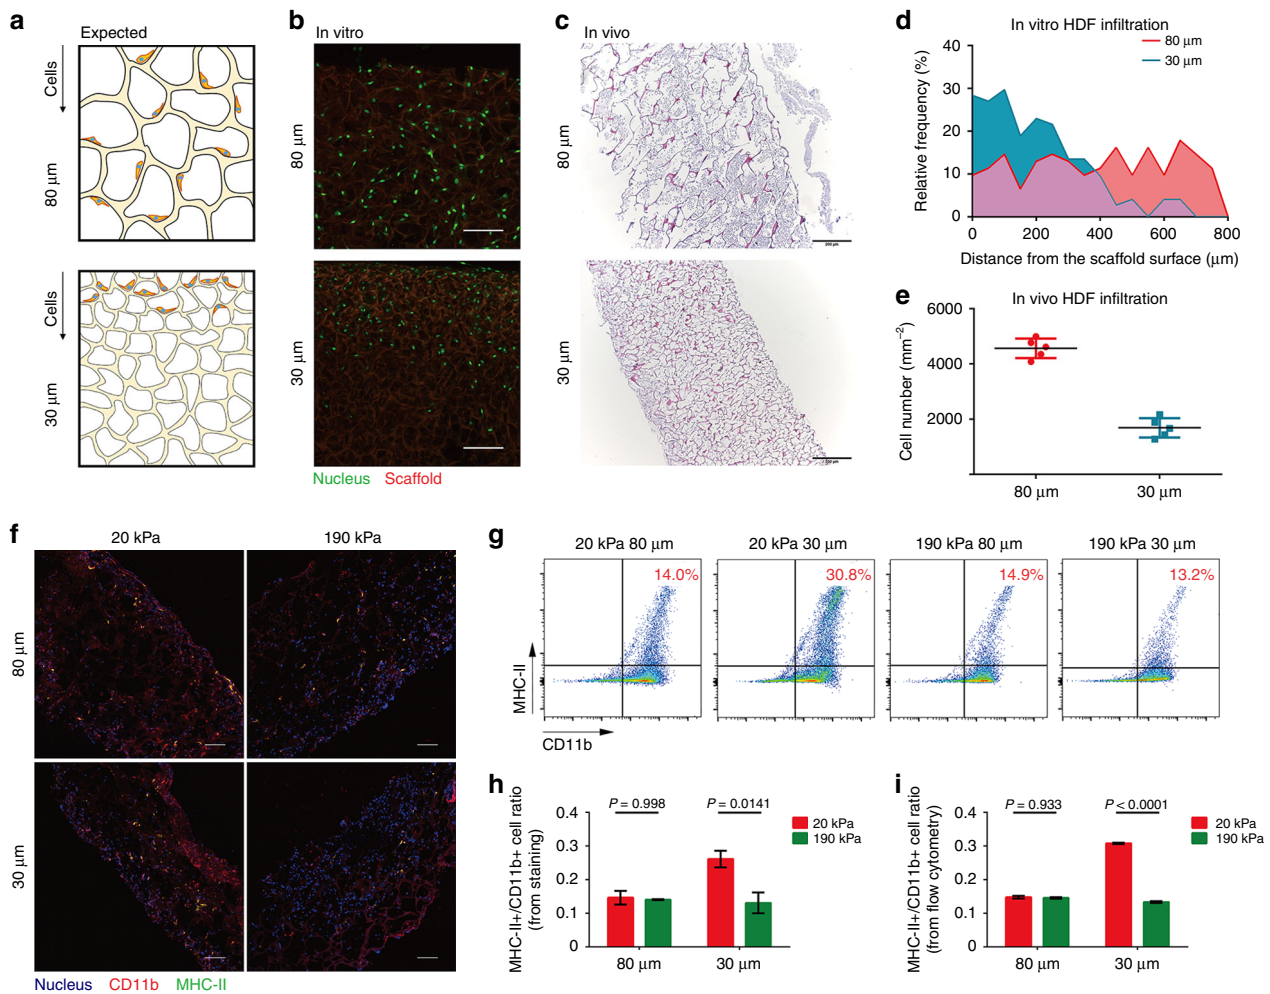 a
Expected
Cells
80 µm
Cells
30 µm
b
In vitro
80 µm
30 µm
Nucleus Scaffold
c
In vivo
80 µm
200 µm
30 µm
200 µm
d
In vitro HDF infiltration
80 µm
30 µm
Relative frequency (%)
40
30
20
10
0
0 200 400 600 800
Distance from the scaffold surface (µm)
e
In vivo HDF infiltration
Cell number (mm⁻²)
6000
4000
2000
80 µm 30 µm
f
20 kPa 190 kPa
80 µm
30 µm
Nucleus CD11b MHC-II
g
20 kPa 80 µm 20 kPa 30 µm 190 kPa 80 µm 190 kPa 30 µm
14.0% 30.8% 14.9% 13.2%
MHC-II
CD11b
h
MHC-II+/CD11b+ cell ratio
(from staining)
0.4
0.3
0.2
0.1
0
P = 0.998 P = 0.0141
20 kPa
190 kPa
80 µm 30 µm
i
MHC-II+/CD11b+ cell ratio
(from flow cytometry)
0.4
0.3
0.2
0.1
0
P = 0.933 P < 0.0001
20 kPa
190 kPa
80 µm 30 µm